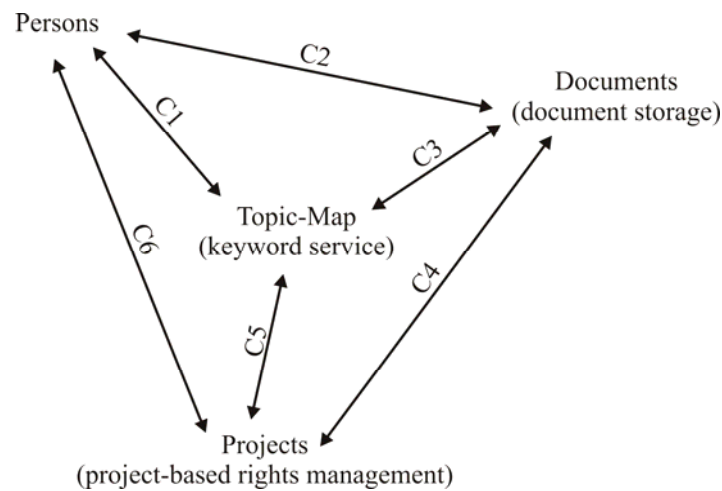 Persons
C2
Documents
(document storage)
C1
C3
Topic-Map
(keyword service)
C6
C4
C5
Projects
(project-based rights management)